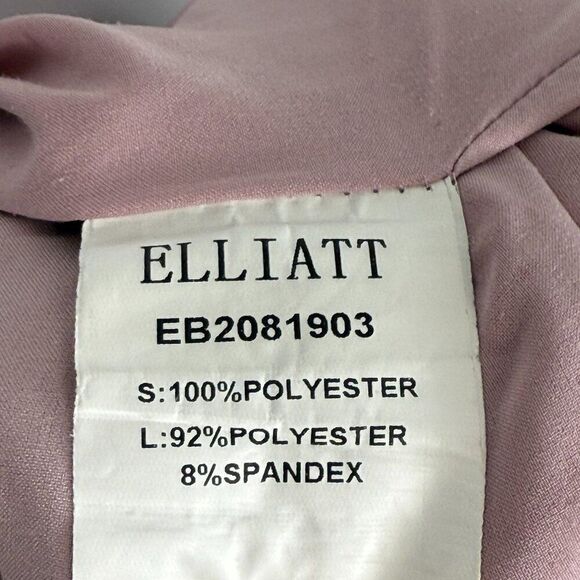 ELLIATT
EB2081903
S:100%POLYESTER
L:92%POLYESTER
8%SPANDEX